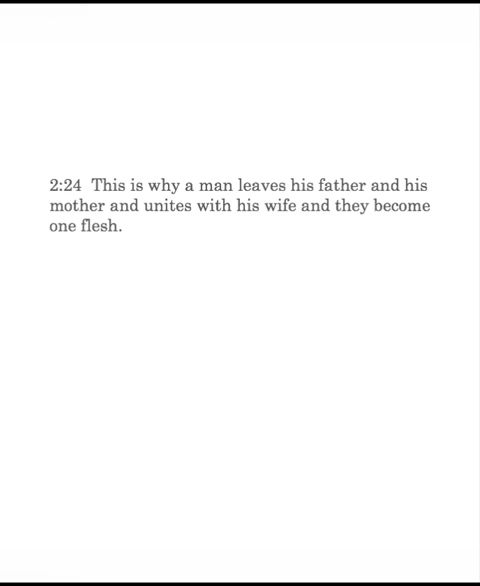 2:24 This is why a man leaves his father and his
mother and unites with his wife and they become
one flesh.